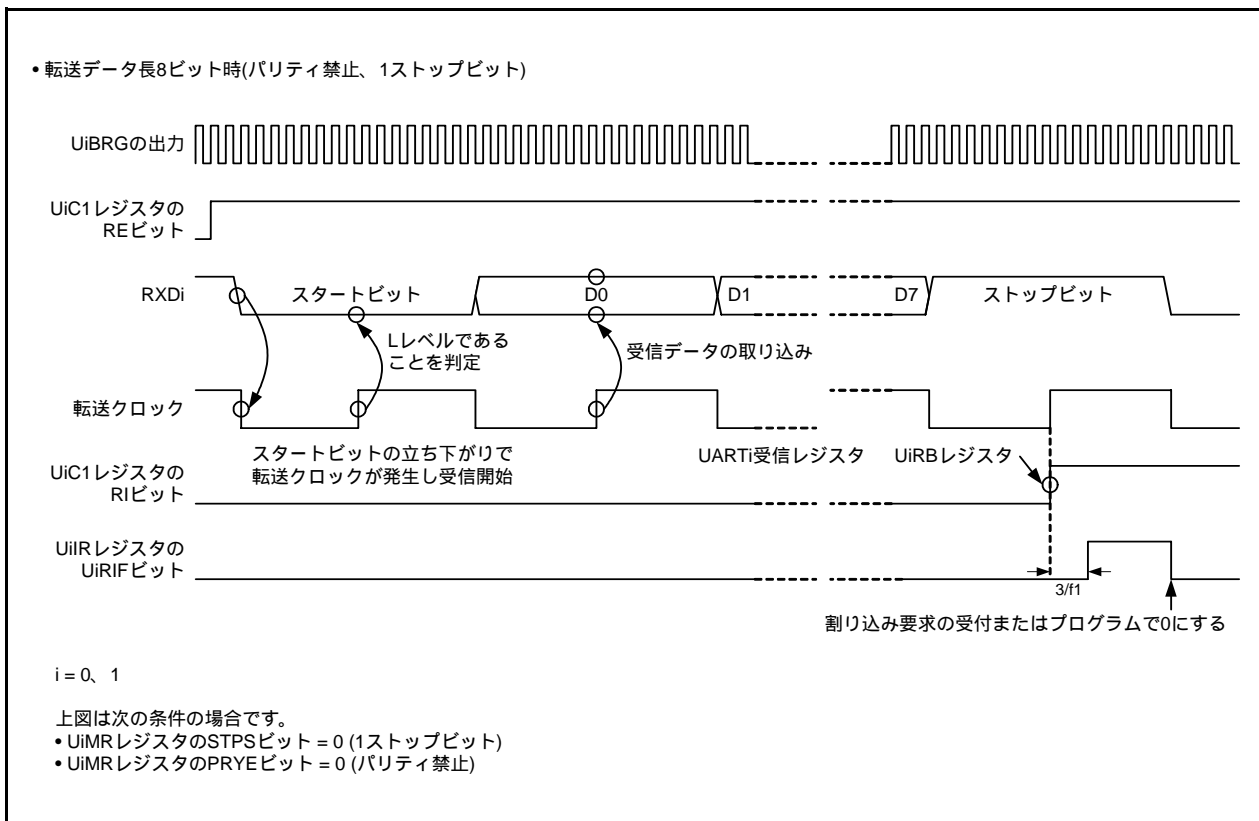 • 転送データ長8ビット時(パリティ禁止、1ストップビット)
UiBRGの出力
UiC1レジスタの
REビット
RXDi
スタートビット
D0
D1
D7
ストップビット
Lレベルである
ことを判定
受信データの取り込み
転送クロック
スタートビットの立ち下がりで
転送クロックが発生し受信開始
UARTi受信レジスタ
UiRBレジスタ
UiC1レジスタの
RIビット
UiIRレジスタの
UiRIFビット
3/f1
割り込み要求の受付またはプログラムで0にする
i = 0、1
上図は次の条件の場合です。
• UiMRレジスタのSTPSビット = 0 (1ストップビット)
• UiMRレジスタのPRYEビット = 0 (パリティ禁止)